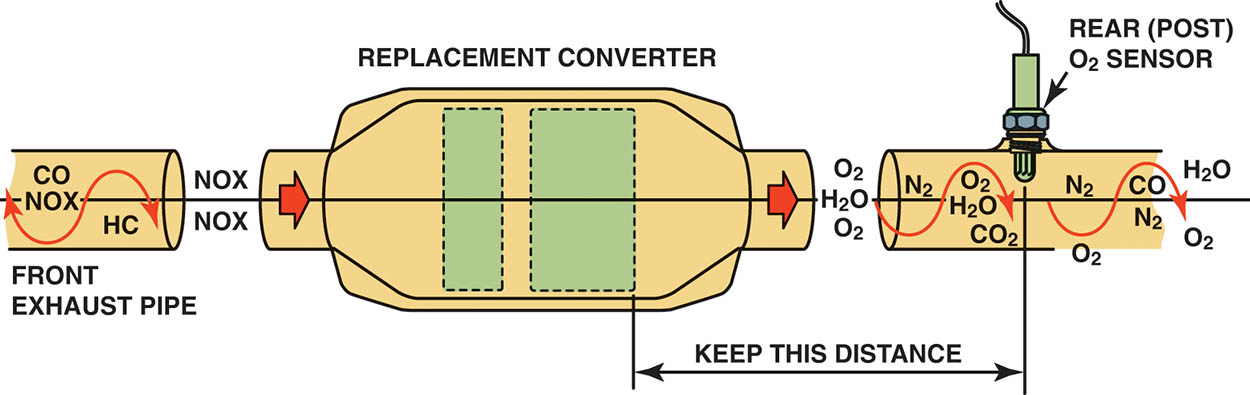 REPLACEMENT CONVERTER
REAR (POST)
O₂ SENSOR
CO
NOX
HC
NOX
NOX
FRONT
EXHAUST PIPE
O₂
H₂O
O₂
N₂
O₂
H₂O
CO₂
N₂
O₂
CO
N₂
H₂O
O₂
KEEP THIS DISTANCE